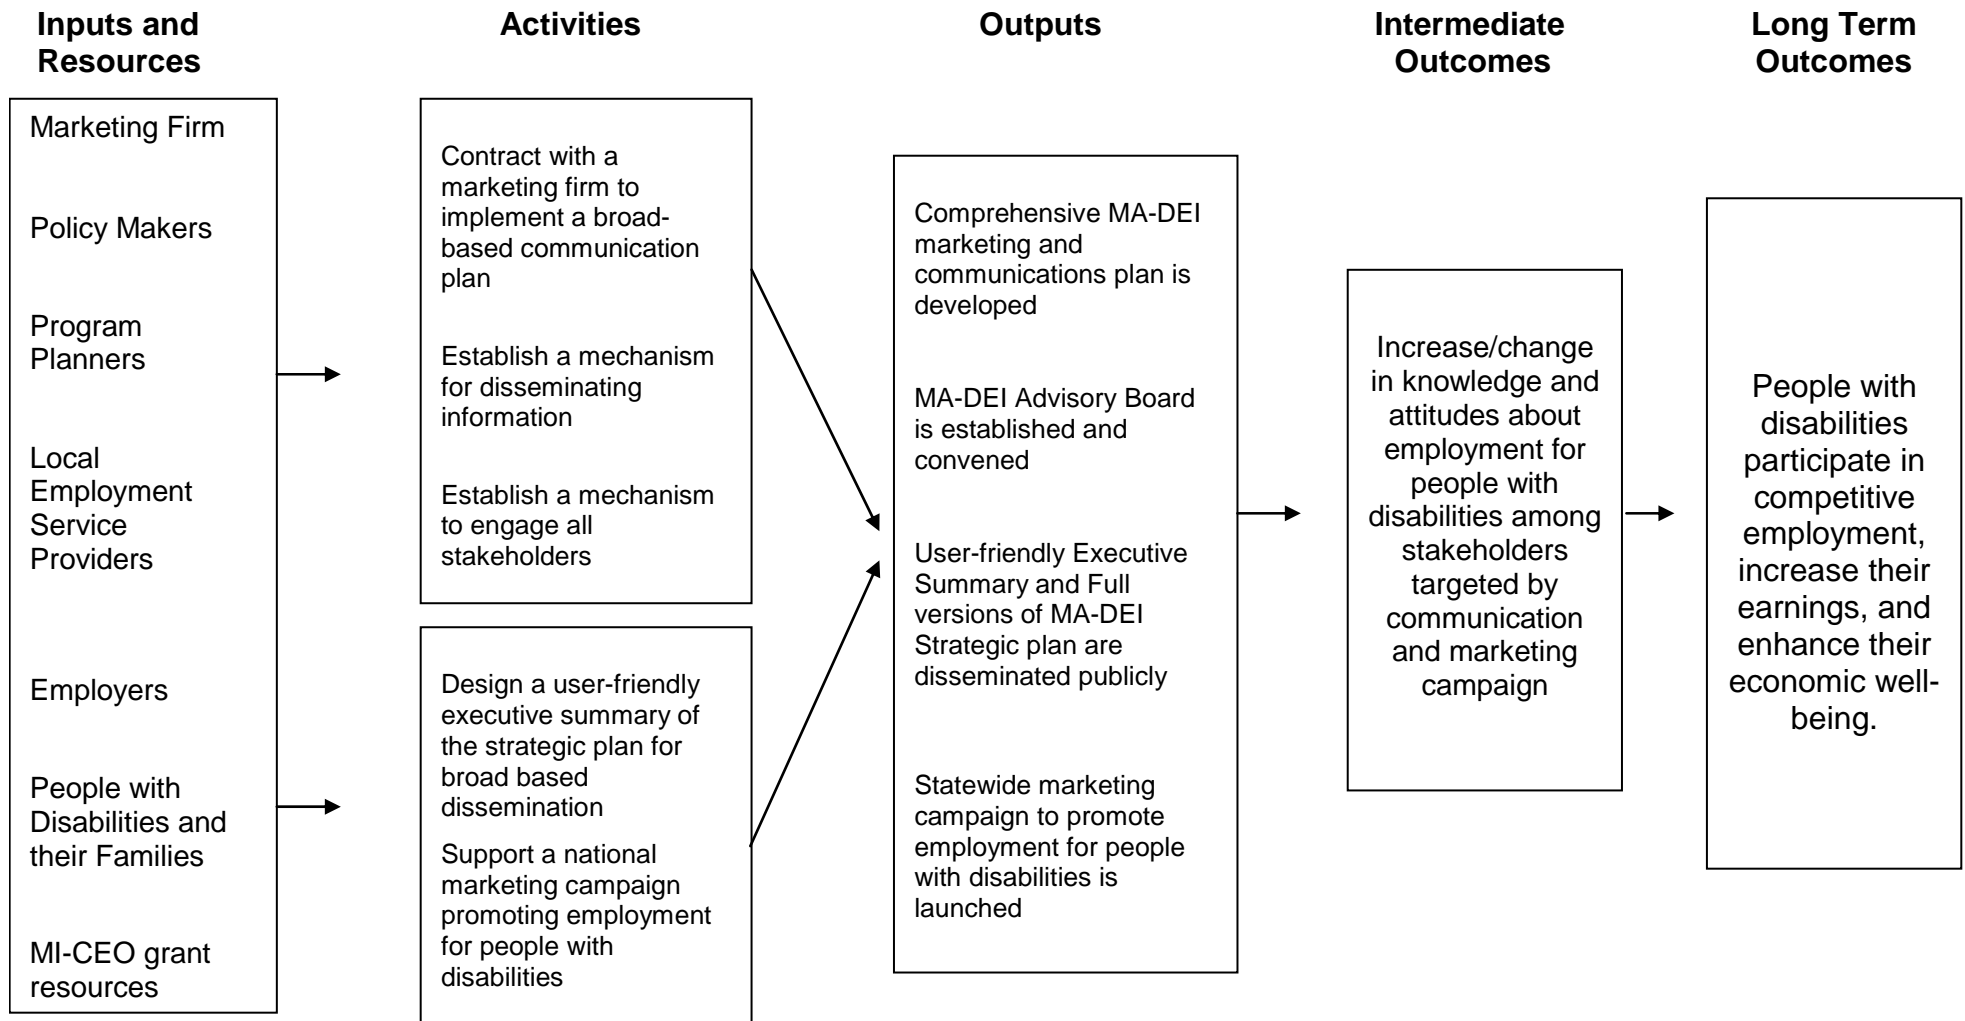 Inputs and
Resources
Activities
Outputs
Intermediate
Outcomes
Long Term
Outcomes
Marketing Firm
Policy Makers
Program
Planners
Local
Employment
Service
Providers
Employers
People with
Disabilities and
their Families
MI-CEO grant
resources
Contract with a
marketing firm to
implement a broad-
based communication
plan
Establish a mechanism
for disseminating
information
Establish a mechanism
to engage all
stakeholders
Design a user-friendly
executive summary of
the strategic plan for
broad based
dissemination
Support a national
marketing campaign
promoting employment
for people with
disabilities
Comprehensive MA-DEI
marketing and
communications plan is
developed
MA-DEI Advisory Board
is established and
convened
User-friendly Executive
Summary and Full
versions of MA-DEI
Strategic plan are
disseminated publicly
Statewide marketing
campaign to promote
employment for people
with disabilities is
launched
Increase/change
in knowledge and
attitudes about
employment for
people with
disabilities among
stakeholders
targeted by
communication
and marketing
campaign
People with
disabilities
participate in
competitive
employment,
increase their
earnings, and
enhance their
economic well-
being.